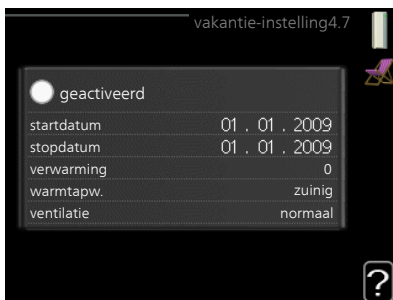 vakantie-instelling4.7
geactiveerd
startdatum 01 . 01 . 2009
stopdatum 01 . 01 . 2009
verwarming 0
warmtapw. zuinig
ventilatie normaal
?